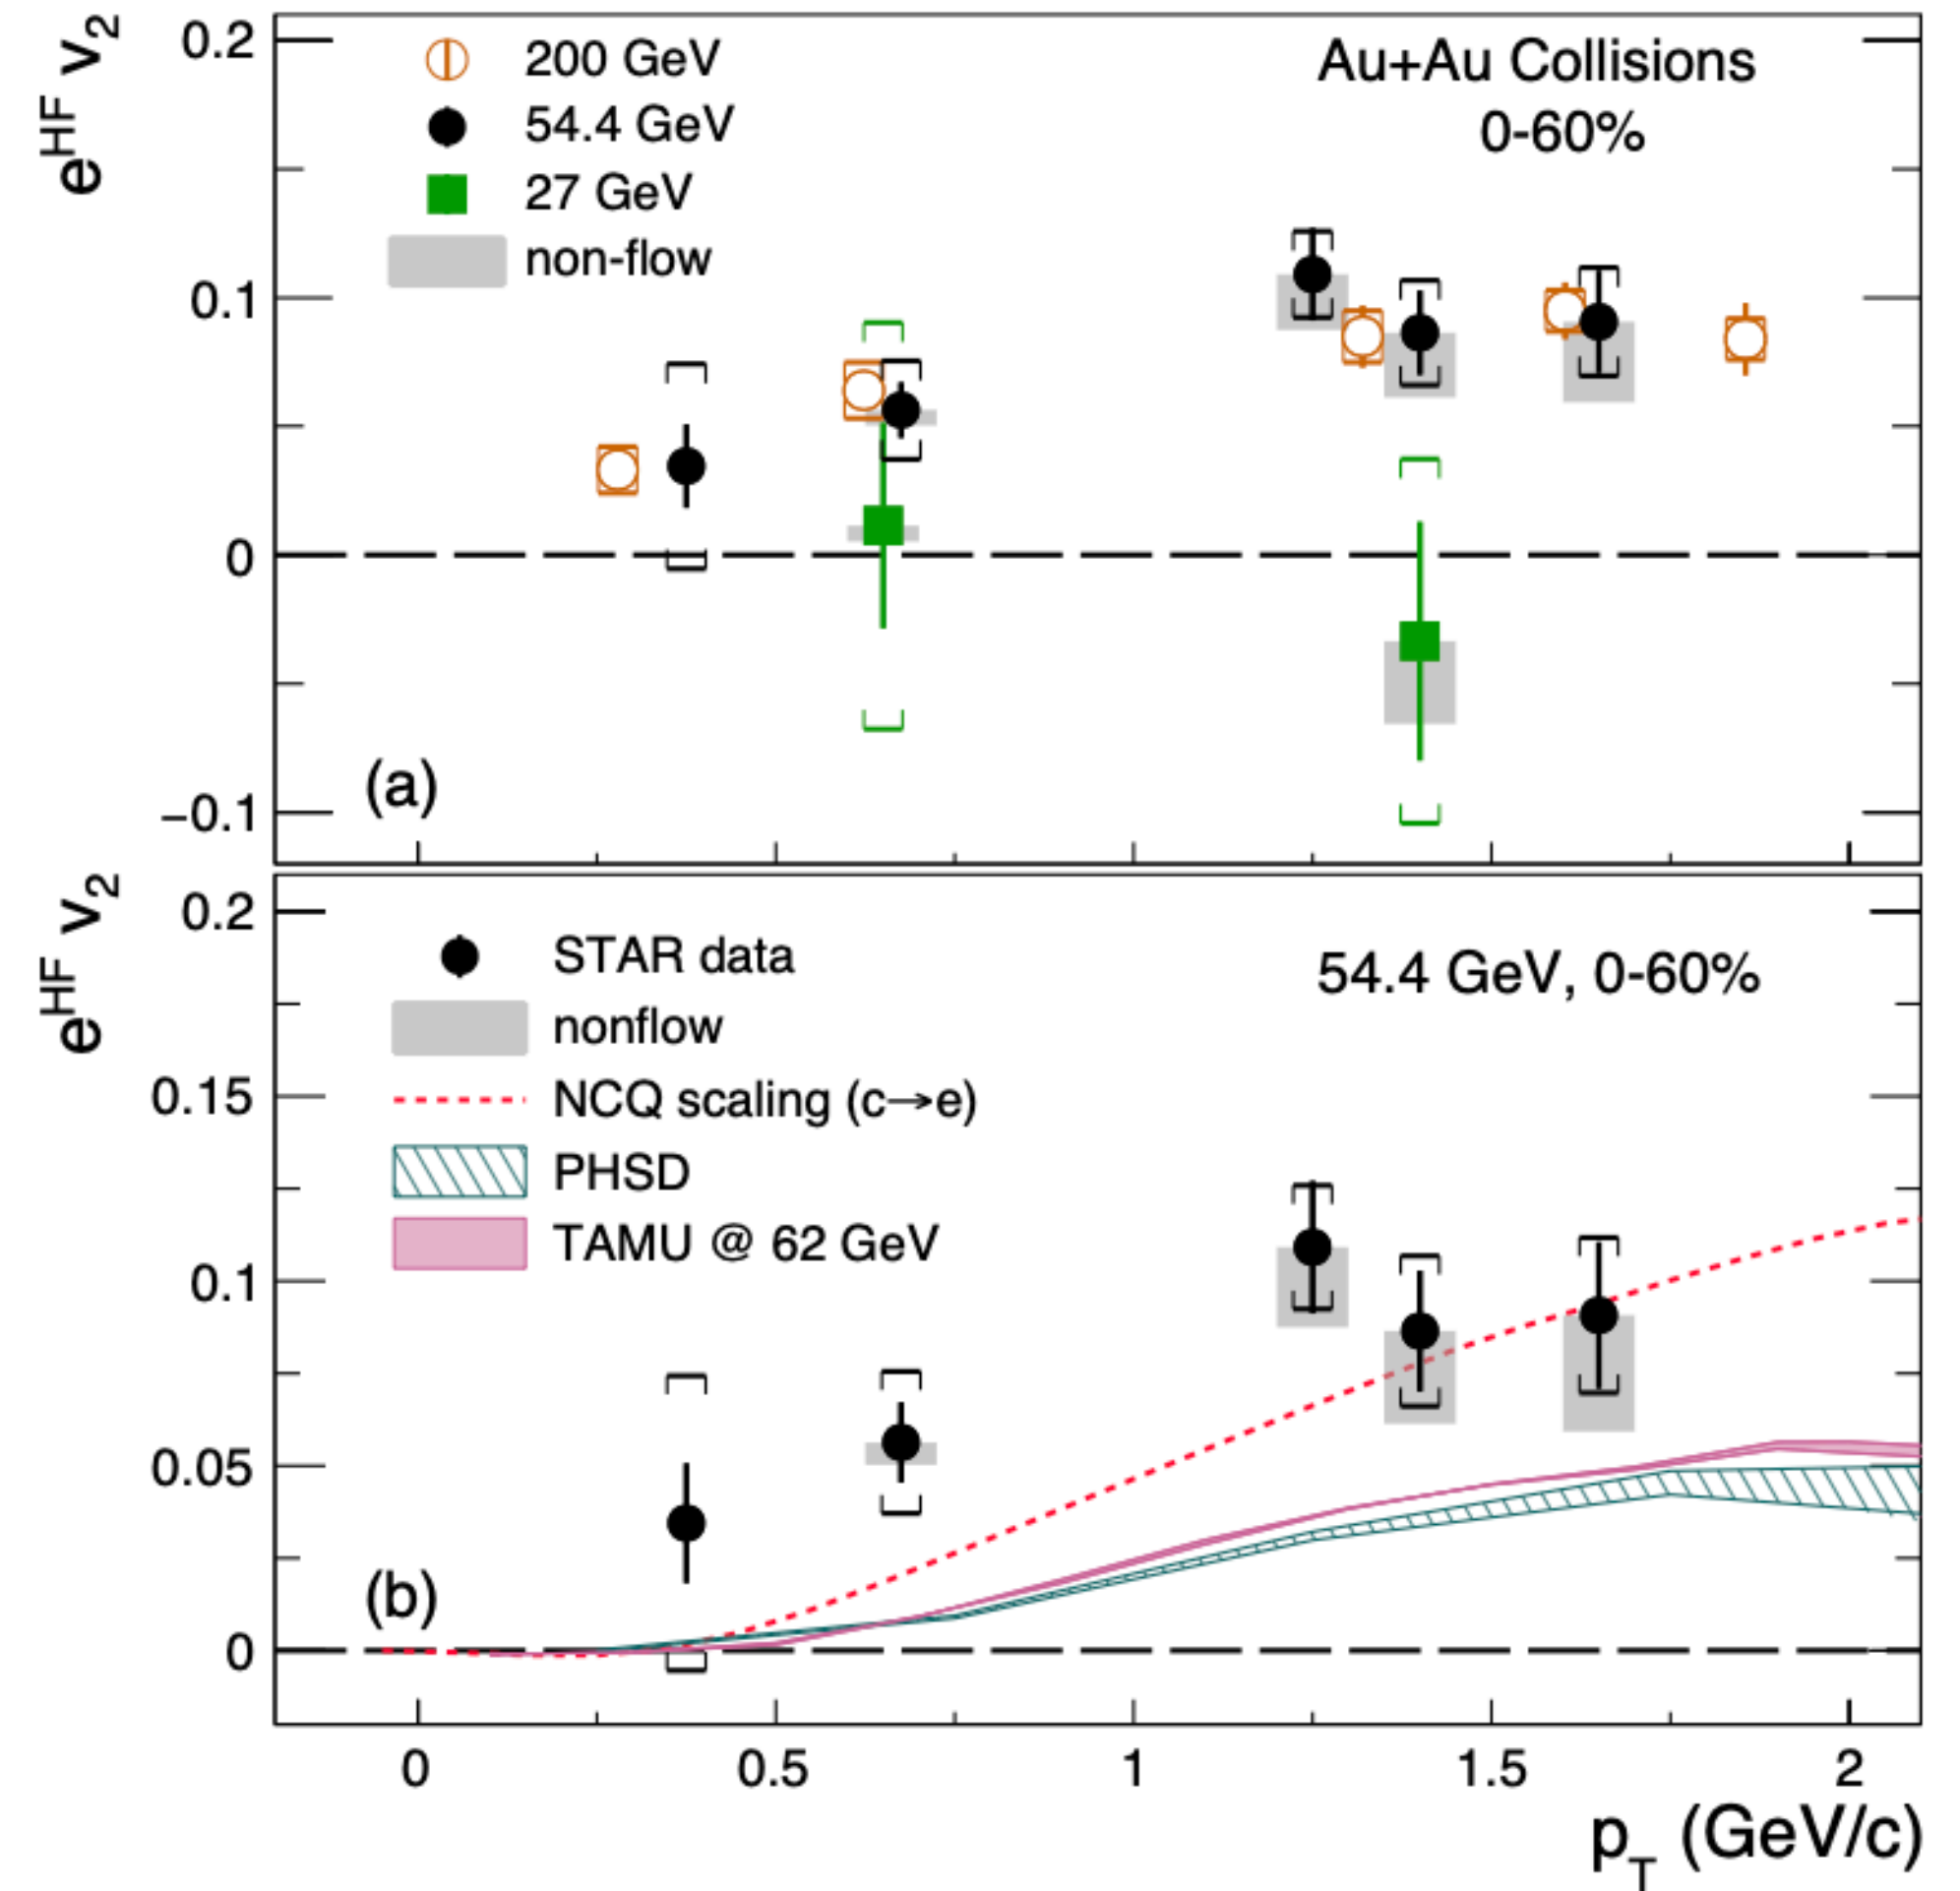 e^HF v_2
0.2
0.1
0
−0.1
200 GeV
54.4 GeV
27 GeV
non-flow
Au+Au Collisions
0-60%
(a)
e^HF v_2
0.2
0.15
0.1
0.05
0
STAR data
nonflow
NCQ scaling (c→e)
PHSD
TAMU @ 62 GeV
54.4 GeV, 0-60%
(b)
0 0.5 1 1.5 2
p_T (GeV/c)